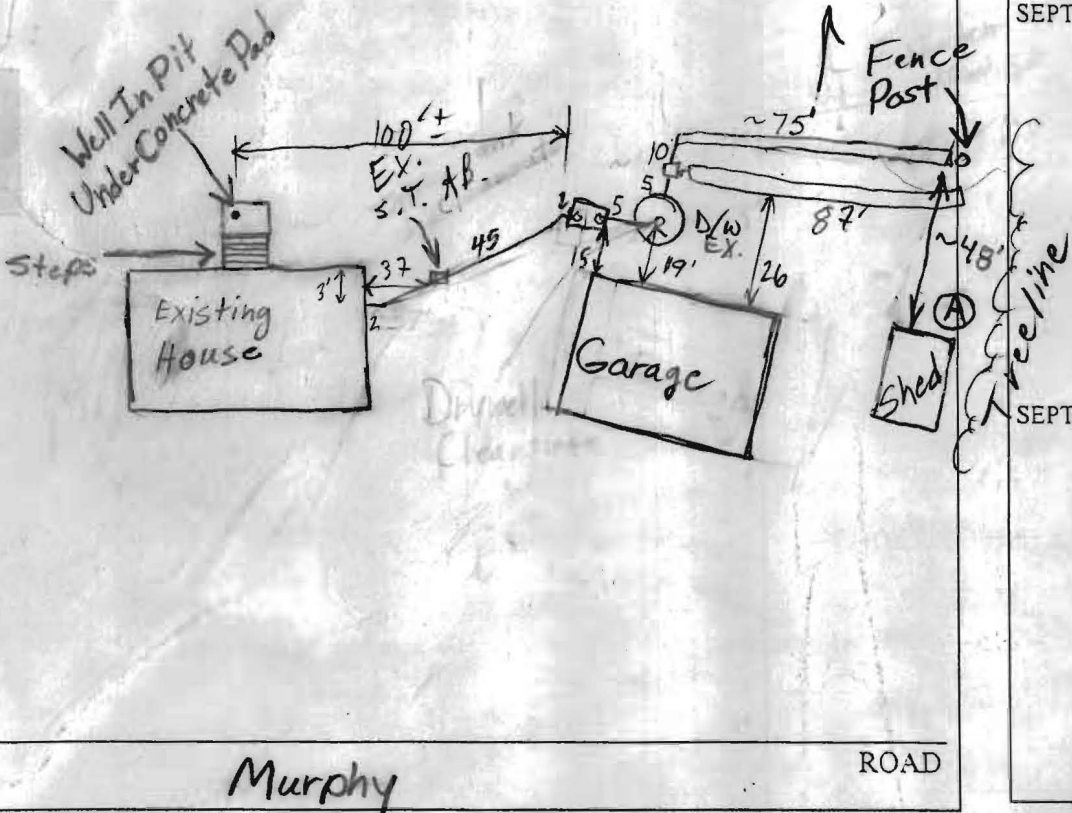 SEPT
Fence
Post
Well In Pit
Under Concrete Pad
100'±
EX.
S.T. AB.
~75'
10'
5
87'
2
5
D/W
EX.
45
Steps
37
3'
2
15
19'
26
~48'
A
Existing
House
Garage
Shed
Treeline
SEPT
Drywell
Murphy
ROAD